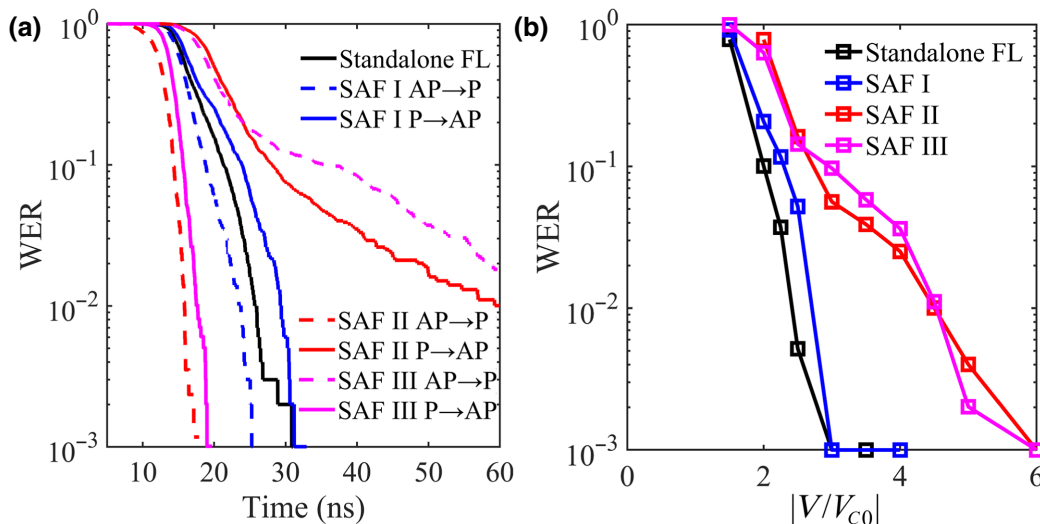 (a)
WER
10^0
10^-1
10^-2
10^-3
Standalone FL
SAF I AP→P
SAF I P→AP
SAF II AP→P
SAF II P→AP
SAF III AP→P
SAF III P→AP
10 20 30 40 50 60
Time (ns)
(b)
WER
10^0
10^-1
10^-2
10^-3
Standalone FL
SAF I
SAF II
SAF III
0 2 4 6
|V/V_C0|